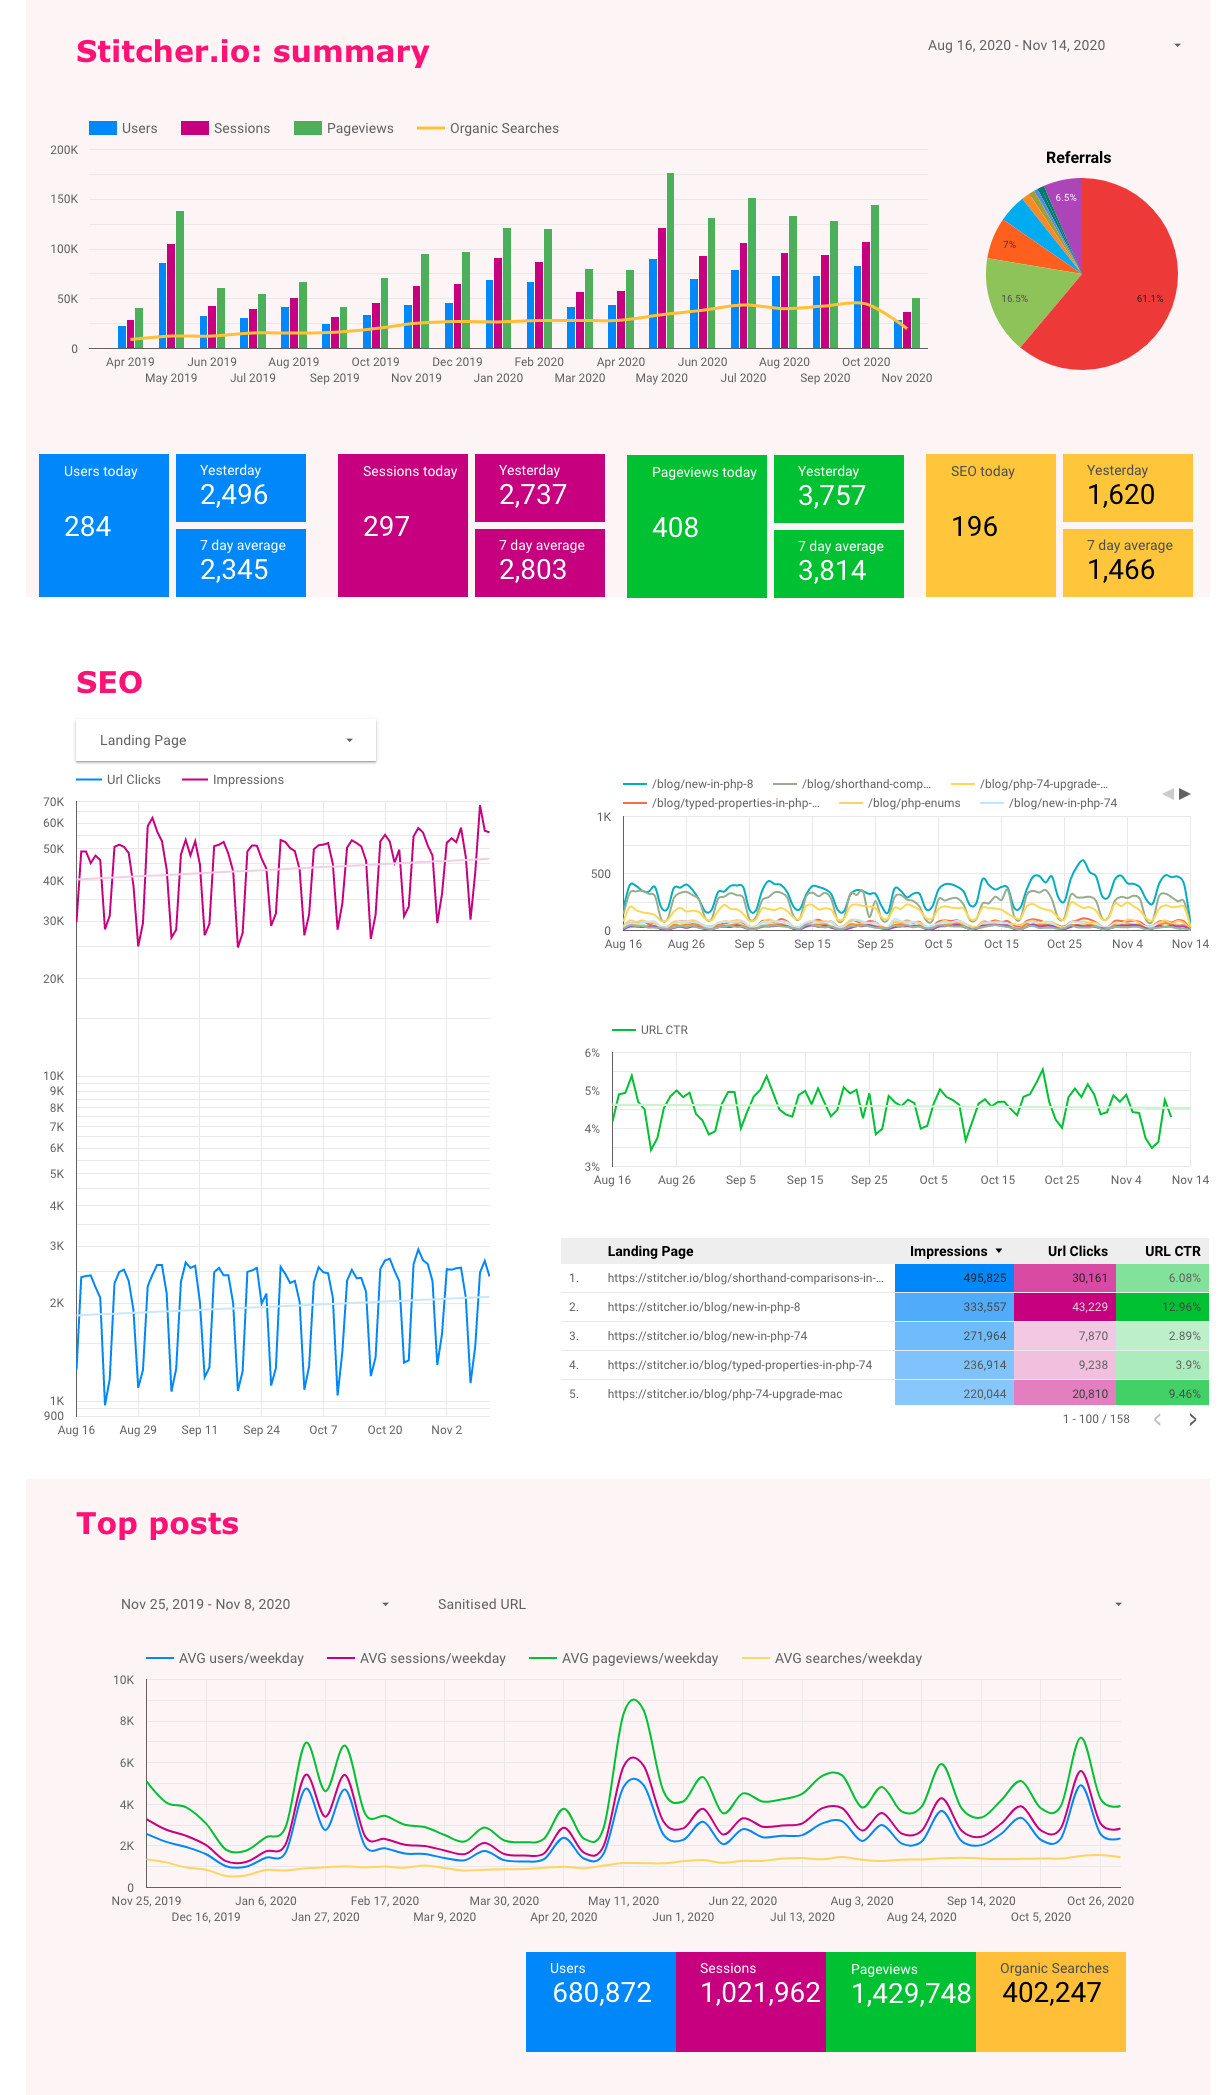 Stitcher.io: summary
Aug 16, 2020 - Nov 14, 2020
Users Sessions Pageviews Organic Searches
200K
150K
100K
50K
0
Apr 2019 Jun 2019 Aug 2019 Oct 2019 Dec 2019 Feb 2020 Apr 2020 Jun 2020 Aug 2020 Oct 2020
May 2019 Jul 2019 Sep 2019 Nov 2019 Jan 2020 Mar 2020 May 2020 Jul 2020 Sep 2020 Nov 2020
Referrals
6.5%
7%
16.5%
61.1%
Users today
284
Yesterday
2,496
7 day average
2,345
Sessions today
297
Yesterday
2,737
7 day average
2,803
Pageviews today
408
Yesterday
3,757
7 day average
3,814
SEO today
196
Yesterday
1,620
7 day average
1,466
SEO
Landing Page
Url Clicks Impressions
70K
60K
50K
40K
30K
20K
10K
9K
8K
7K
6K
5K
4K
3K
2K
1K
900
Aug 16 Aug 29 Sep 11 Sep 24 Oct 7 Oct 20 Nov 2
/blog/new-in-php-8 /blog/shorthand-comp... /blog/php-74-upgrade-...
/blog/typed-properties-in-php-... /blog/php-enums /blog/new-in-php-74
1K
500
0
Aug 16 Aug 26 Sep 5 Sep 15 Sep 25 Oct 5 Oct 15 Oct 25 Nov 4 Nov 14
URL CTR
6%
5%
4%
3%
Aug 16 Aug 26 Sep 5 Sep 15 Sep 25 Oct 5 Oct 15 Oct 25 Nov 4 Nov 14
Landing Page Impressions Url Clicks URL CTR
1. https://stitcher.io/blog/shorthand-comparisons-in-... 495,825 30,161 6.08%
2. https://stitcher.io/blog/new-in-php-8 333,557 43,229 12.96%
3. https://stitcher.io/blog/new-in-php-74 271,964 7,870 2.89%
4. https://stitcher.io/blog/typed-properties-in-php-74 236,914 9,238 3.9%
5. https://stitcher.io/blog/php-74-upgrade-mac 220,044 20,810 9.46%
1 - 100 / 158
Top posts
Nov 25, 2019 - Nov 8, 2020
Sanitised URL
AVG users/weekday AVG sessions/weekday AVG pageviews/weekday AVG searches/weekday
10K
8K
6K
4K
2K
0
Nov 25, 2019 Jan 6, 2020 Feb 17, 2020 Mar 30, 2020 May 11, 2020 Jun 22, 2020 Aug 3, 2020 Sep 14, 2020 Oct 26, 2020
Dec 16, 2019 Jan 27, 2020 Mar 9, 2020 Apr 20, 2020 Jun 1, 2020 Jul 13, 2020 Aug 24, 2020 Oct 5, 2020
Users
680,872
Sessions
1,021,962
Pageviews
1,429,748
Organic Searches
402,247